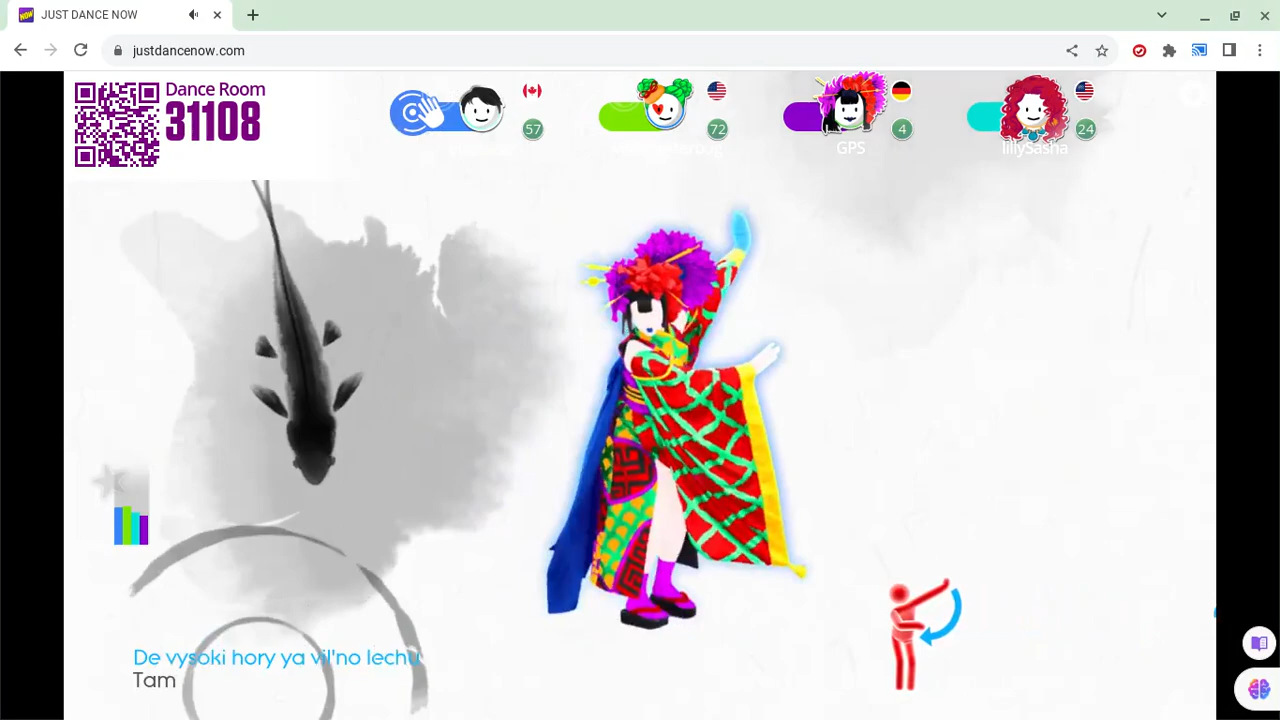 JUST DANCE NOW
justdancenow.com
Dance Room
31108
57
72
4
24
GPS
lillySasha
De vysoki hory ya vil'no lechu
Tam